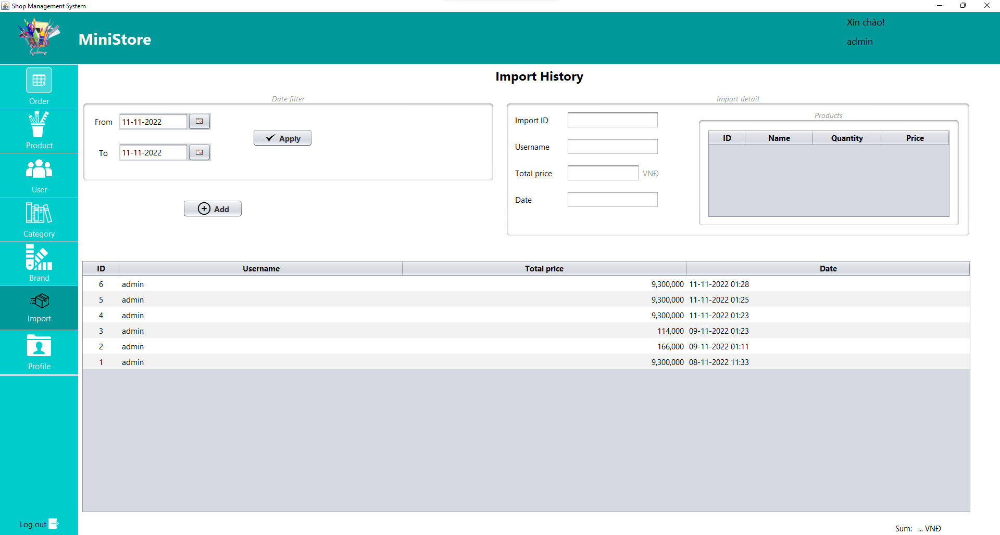 Shop Management System
MiniStore
Xin chào!
admin
Order
Product
User
Category
Brand
Import
Profile
Log out
Import History
Date filter
From 11-11-2022
To 11-11-2022
Apply
Add
Import detail
Import ID
Username
Total price VNĐ
Date
Products
ID Name Quantity Price
ID Username Total price Date
6 admin 9,300,000 11-11-2022 01:28
5 admin 9,300,000 11-11-2022 01:25
4 admin 9,300,000 11-11-2022 01:23
3 admin 114,000 09-11-2022 01:23
2 admin 166,000 09-11-2022 01:11
1 admin 9,300,000 08-11-2022 11:33
Sum: ... VNĐ